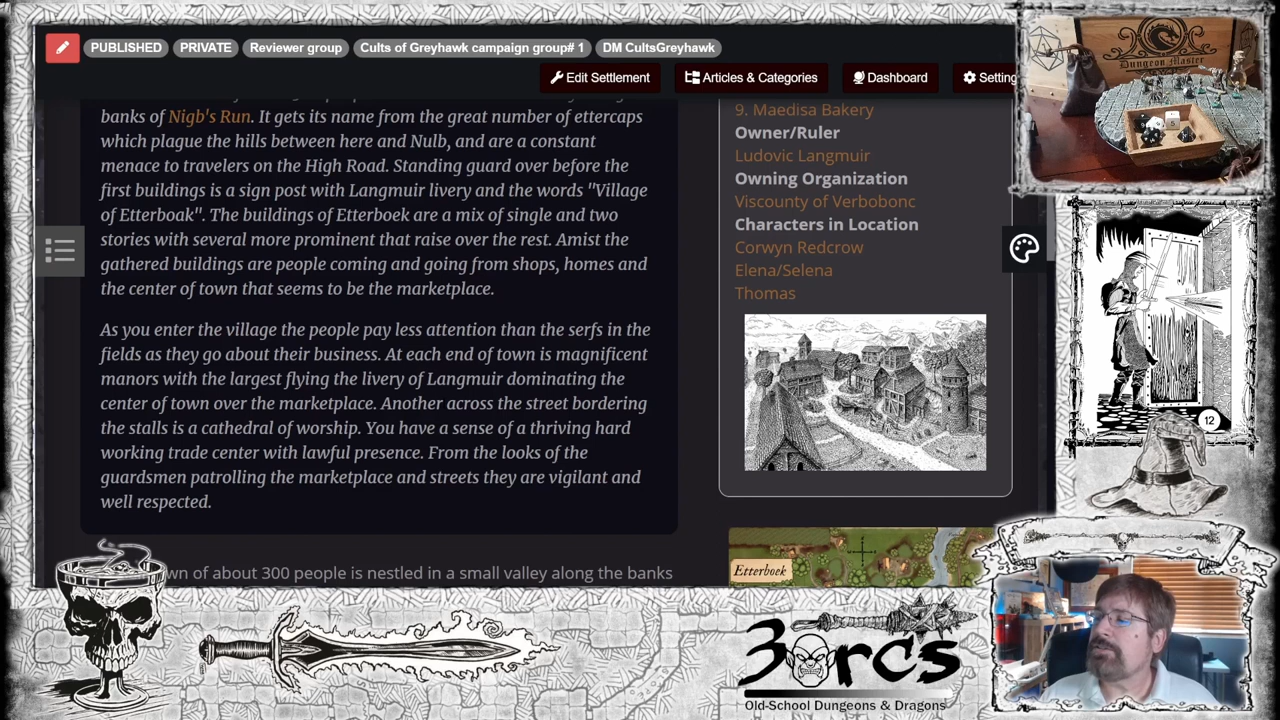 PUBLISHED PRIVATE Reviewer group Cults of Greyhawk campaign group# 1 DM CultsGreyhawk
Edit Settlement Articles & Categories Dashboard Setting
banks of Nigb's Run. It gets its name from the great number of ettercaps
which plague the hills between here and Nulb, and are a constant
menace to travelers on the High Road. Standing guard over before the
first buildings is a sign post with Langmuir livery and the words "Village
of Etterboak". The buildings of Etterboek are a mix of single and two
stories with several more prominent that raise over the rest. Amist the
gathered buildings are people coming and going from shops, homes and
the center of town that seems to be the marketplace.
As you enter the village the people pay less attention than the serfs in the
fields as they go about their business. At each end of town is magnificent
manors with the largest flying the livery of Langmuir dominating the
center of town over the marketplace. Another across the street bordering
the stalls is a cathedral of worship. You have a sense of a thriving hard
working trade center with lawful presence. From the looks of the
guardsmen patrolling the marketplace and streets they are vigilant and
well respected.
of about 300 people is nestled in a small valley along the banks
9. Maedisa Bakery
Owner/Ruler
Ludovic Langmuir
Owning Organization
Viscounty of Verbobonc
Characters in Location
Corwyn Redcrow
Elena/Selena
Thomas
Etterboek
Dungeon Master
12
3 orcs
Old-School Dungeons & Dragons